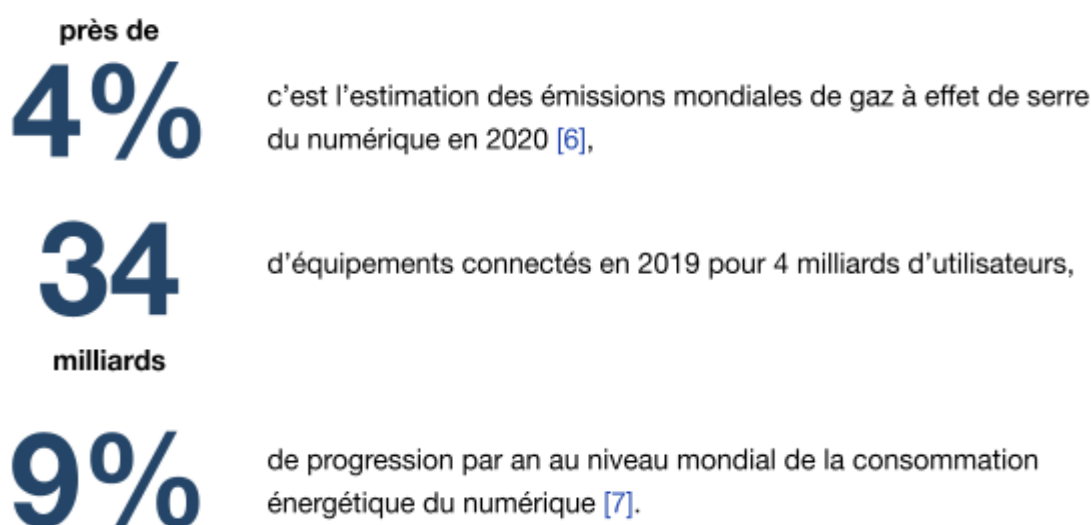 près de
4%
c'est l'estimation des émissions mondiales de gaz à effet de serre
du numérique en 2020 [6],
34
milliards
d'équipements connectés en 2019 pour 4 milliards d'utilisateurs,
9%
de progression par an au niveau mondial de la consommation
énergétique du numérique [7].